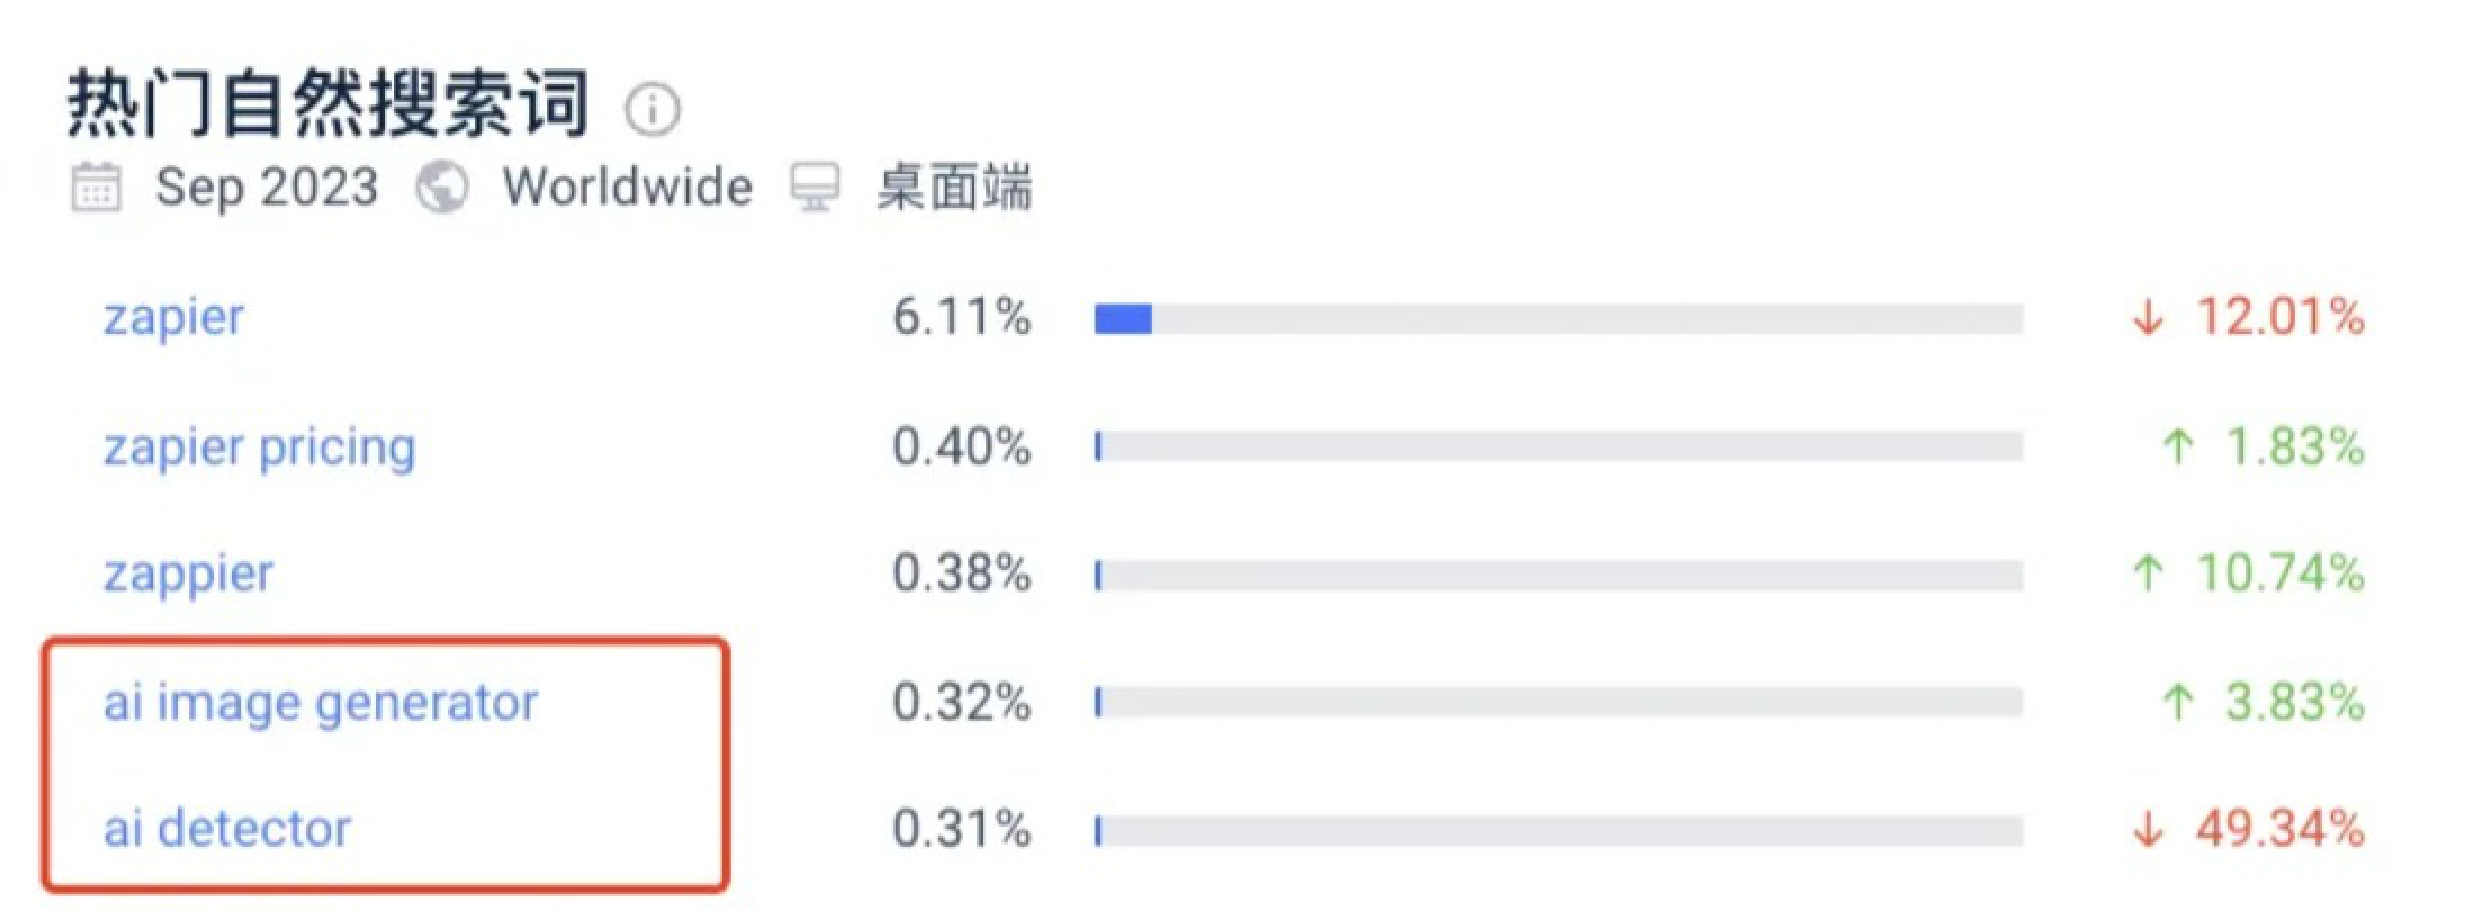 热门自然搜索词
Sep 2023 Worldwide 桌面端
zapier 6.11% ↓ 12.01%
zapier pricing 0.40% ↑ 1.83%
zappier 0.38% ↑ 10.74%
ai image generator 0.32% ↑ 3.83%
ai detector 0.31% ↓ 49.34%